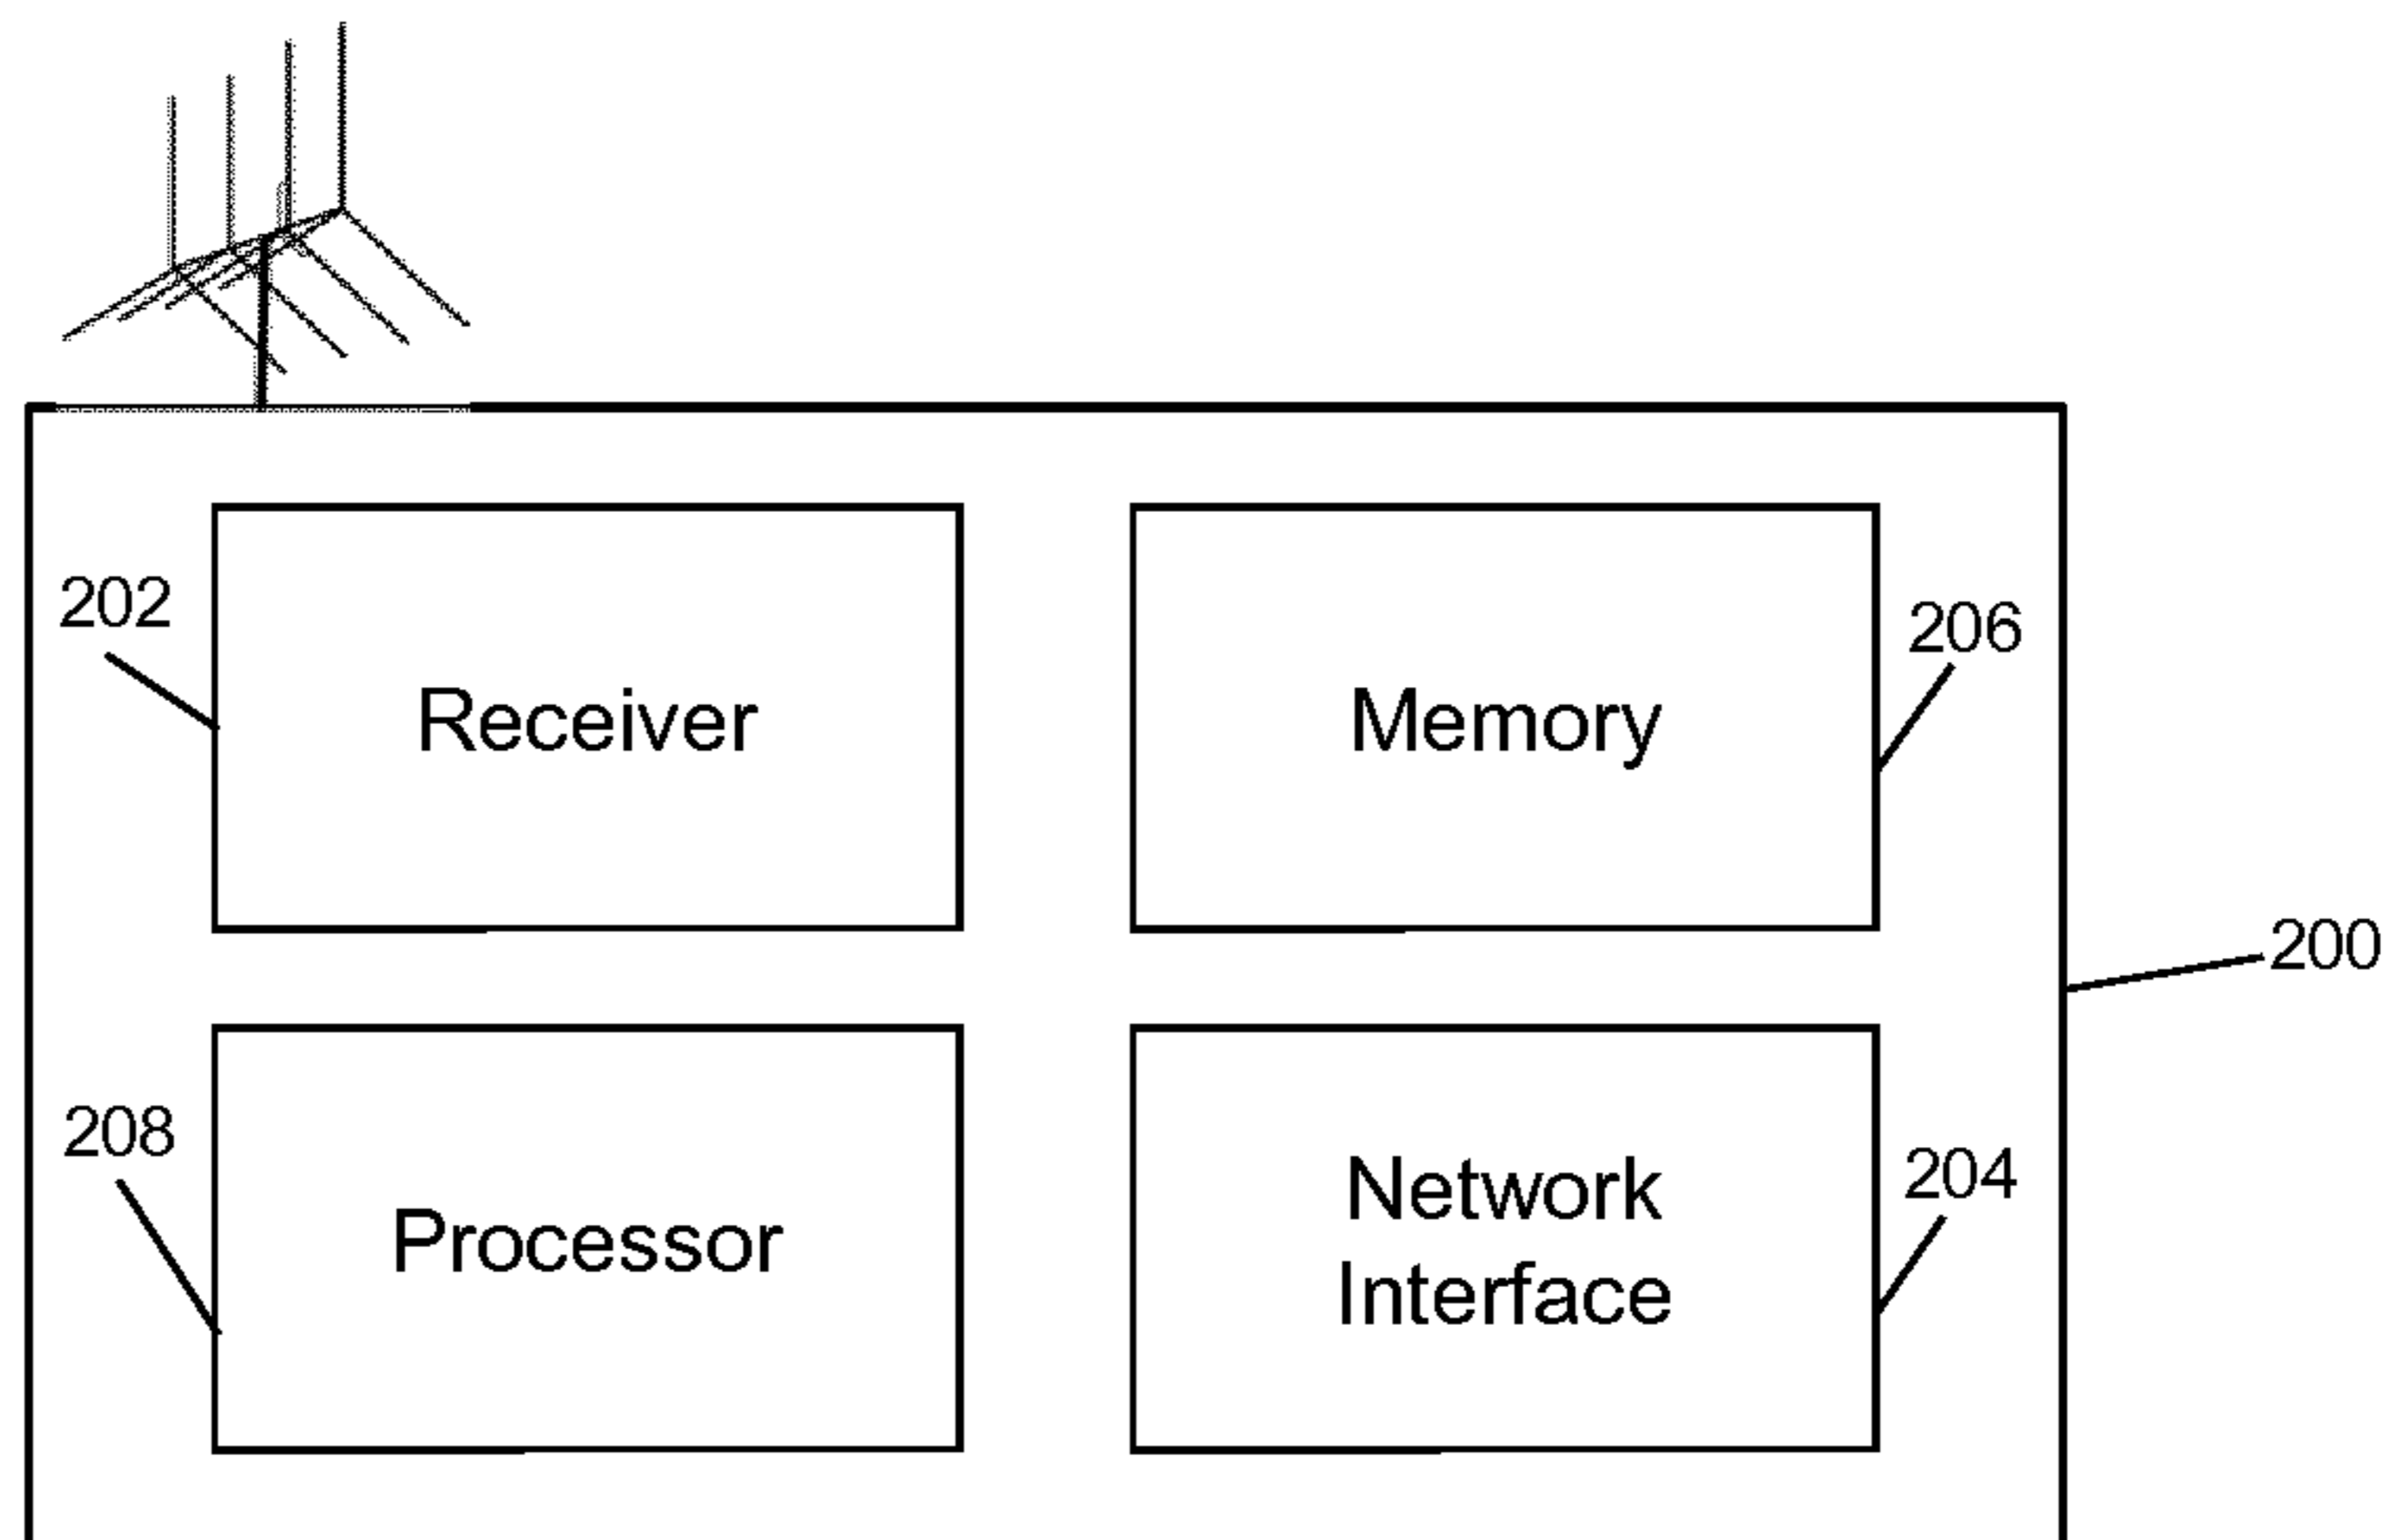 202
Receiver
Memory
206
200
208
Processor
Network
Interface
204